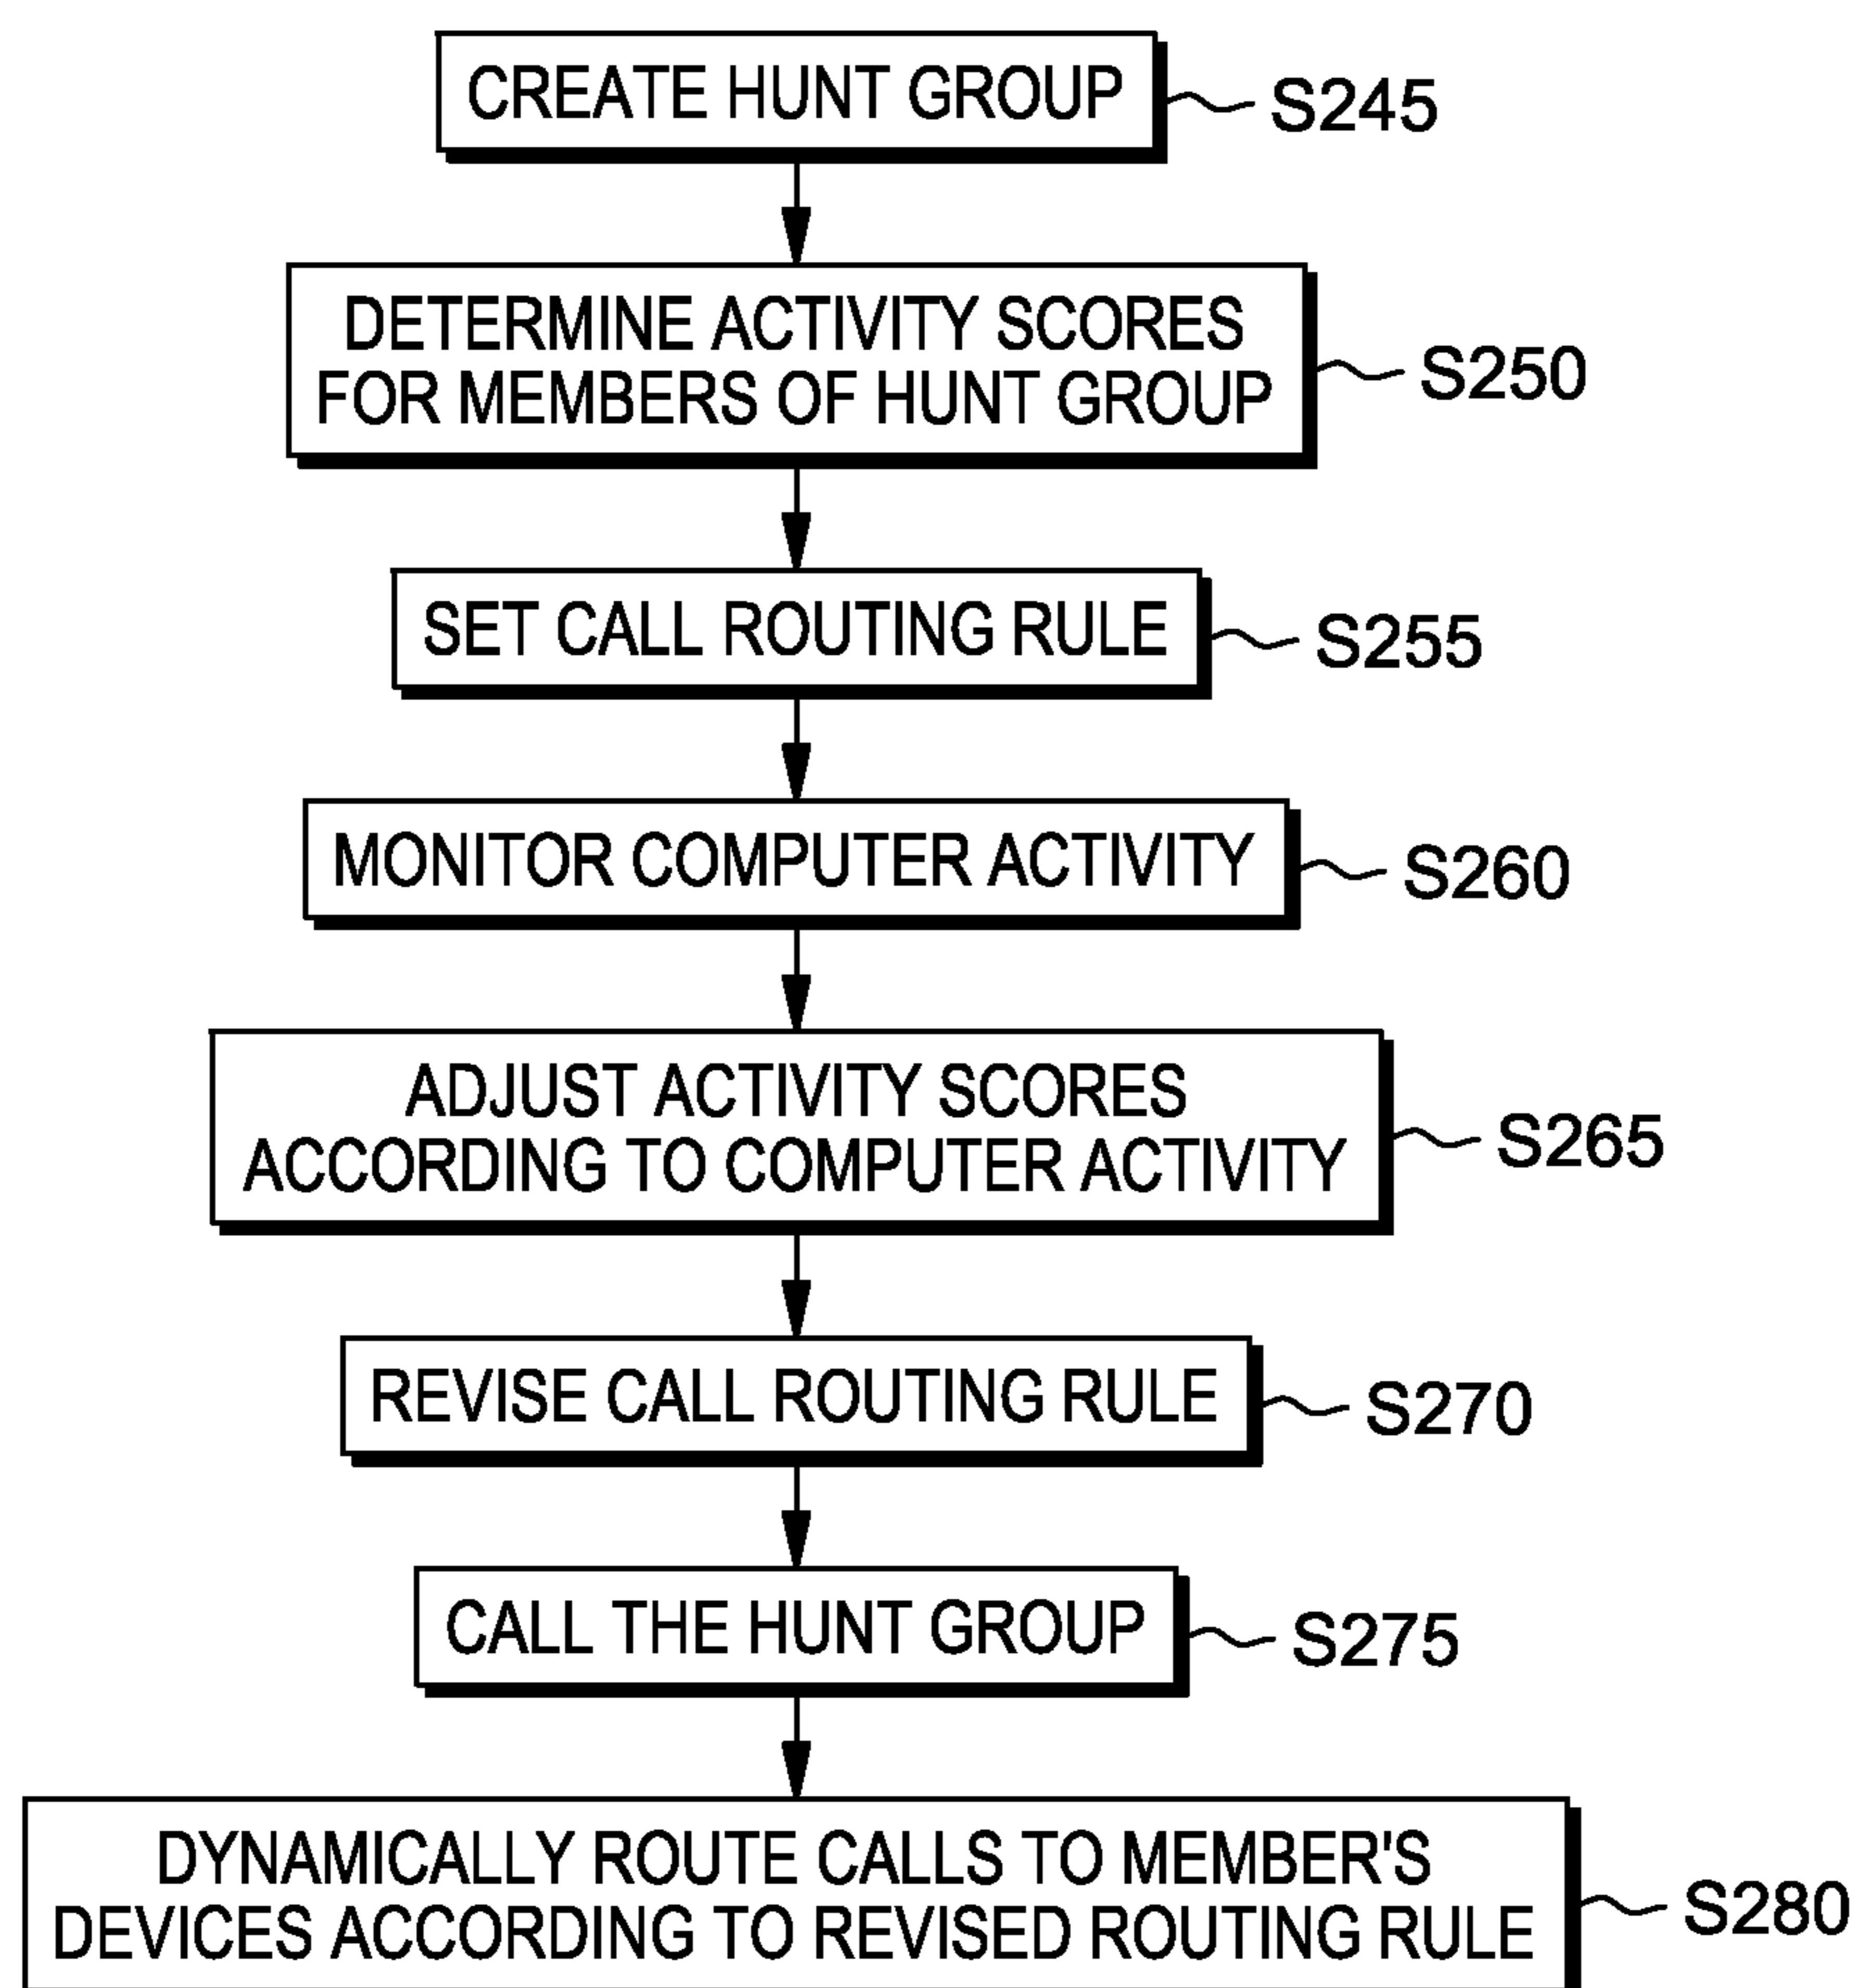 CREATE HUNT GROUP
S245
DETERMINE ACTIVITY SCORES
FOR MEMBERS OF HUNT GROUP
S250
SET CALL ROUTING RULE
S255
MONITOR COMPUTER ACTIVITY
S260
ADJUST ACTIVITY SCORES
ACCORDING TO COMPUTER ACTIVITY
S265
REVISE CALL ROUTING RULE
S270
CALL THE HUNT GROUP
S275
DYNAMICALLY ROUTE CALLS TO MEMBER'S
DEVICES ACCORDING TO REVISED ROUTING RULE
S280